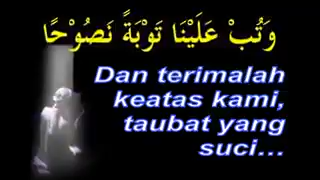 وَتُبْ عَلَيْنَا تَوْبَةً نَصُوْحًا
Dan terimalah
keatas kami,
taubat yang
suci...